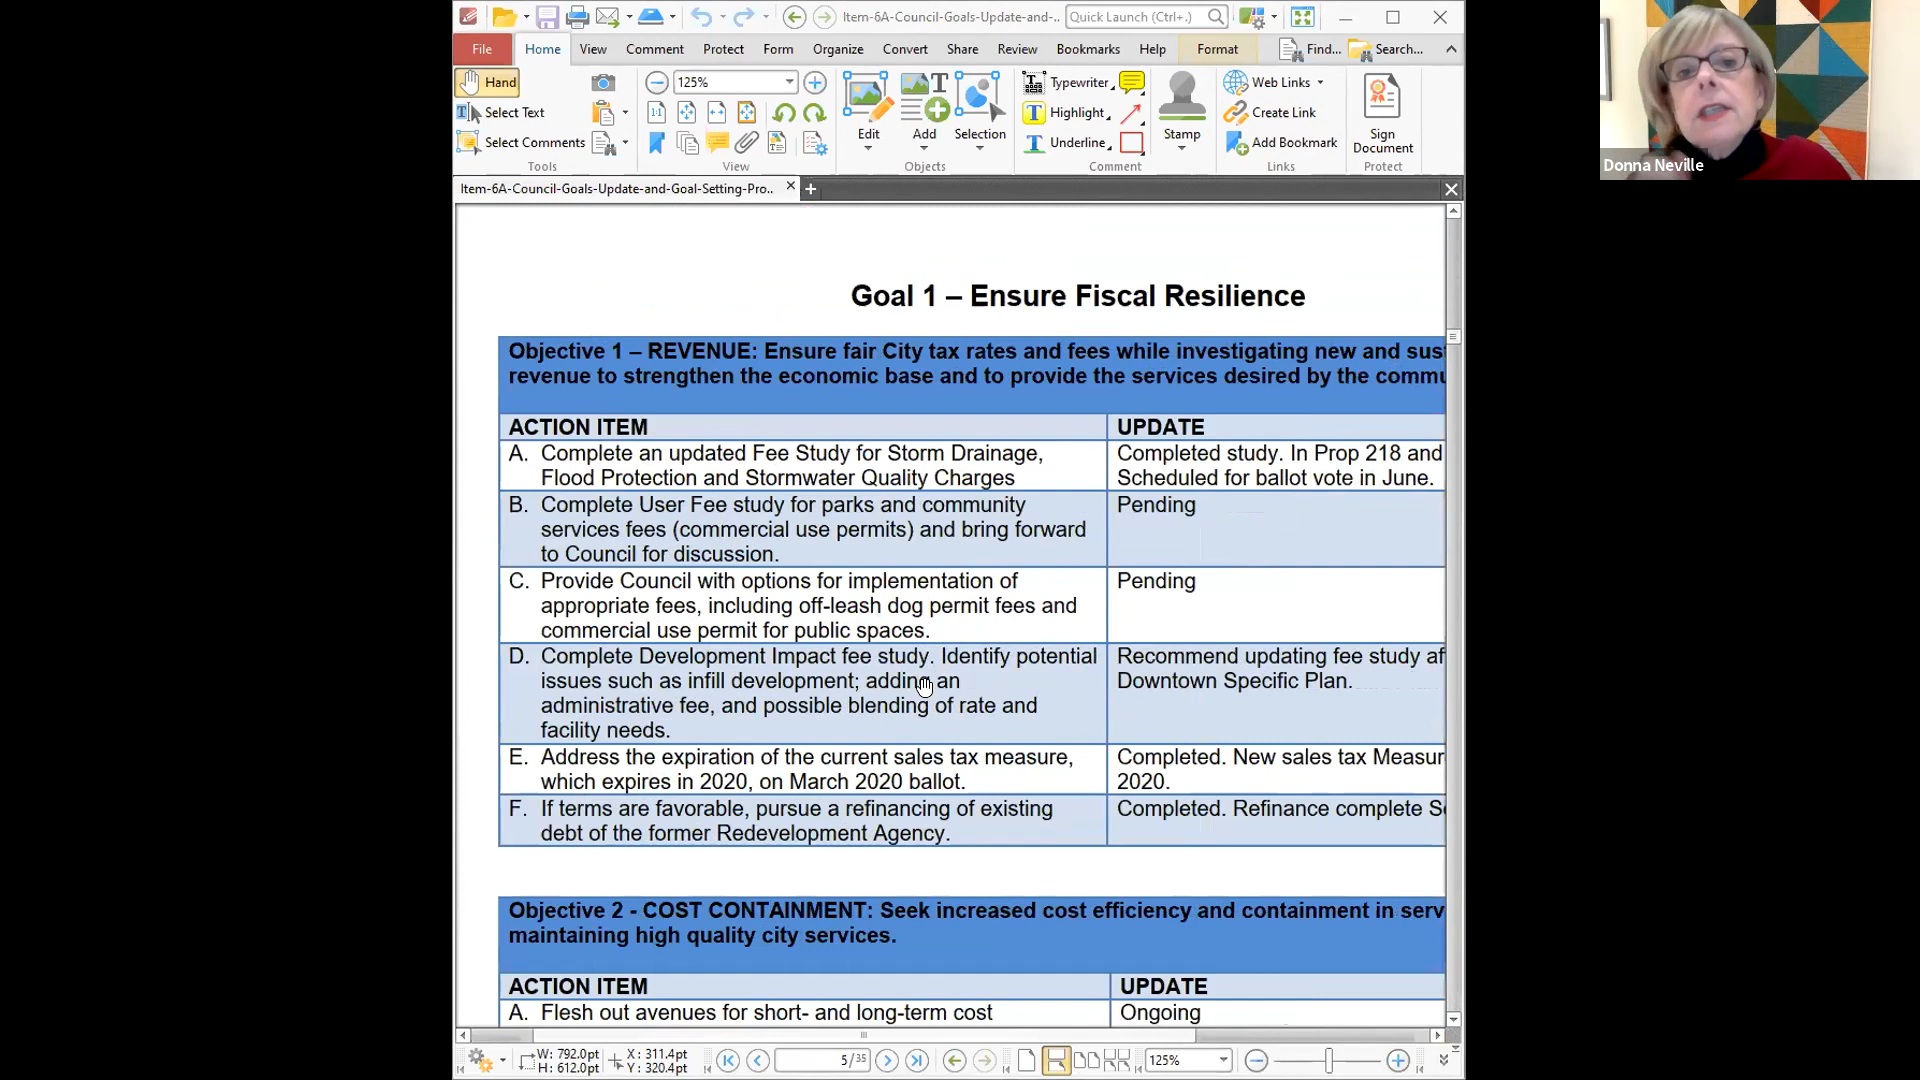 Item-6A-Council-Goals-Update-and-..
Quick Launch (Ctrl+.)
File Home View Comment Protect Form Organize Convert Share Review Bookmarks Help Format Find... Search...
Hand
Select Text
Select Comments
Tools
125%
1:1
View
Edit
Add
Selection
Objects
Typewriter
Highlight
Underline
Stamp
Comment
Web Links
Create Link
Add Bookmark
Links
Sign
Document
Protect
Item-6A-Council-Goals-Update-and-Goal-Setting-Pro..
Goal 1 – Ensure Fiscal Resilience
Objective 1 – REVENUE: Ensure fair City tax rates and fees while investigating new and sus
revenue to strengthen the economic base and to provide the services desired by the commu
ACTION ITEM UPDATE
A. Complete an updated Fee Study for Storm Drainage,
Flood Protection and Stormwater Quality Charges
Completed study. In Prop 218 and
Scheduled for ballot vote in June.
B. Complete User Fee study for parks and community
services fees (commercial use permits) and bring forward
to Council for discussion.
Pending
C. Provide Council with options for implementation of
appropriate fees, including off-leash dog permit fees and
commercial use permit for public spaces.
Pending
D. Complete Development Impact fee study. Identify potential
issues such as infill development; adding an
administrative fee, and possible blending of rate and
facility needs.
Recommend updating fee study af
Downtown Specific Plan.
E. Address the expiration of the current sales tax measure,
which expires in 2020, on March 2020 ballot.
Completed. New sales tax Measur
2020.
F. If terms are favorable, pursue a refinancing of existing
debt of the former Redevelopment Agency.
Completed. Refinance complete Se
Objective 2 - COST CONTAINMENT: Seek increased cost efficiency and containment in serv
maintaining high quality city services.
ACTION ITEM UPDATE
A. Flesh out avenues for short- and long-term cost
Ongoing
W: 792.0pt
H: 612.0pt
X: 311.4pt
Y: 320.4pt
5/35
125%
Donna Neville